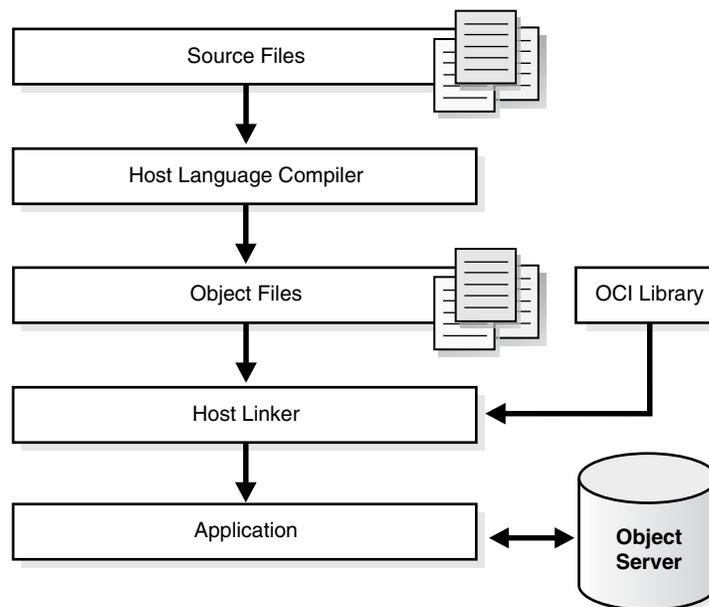 Source Files
Host Language Compiler
Object Files
OCI Library
Host Linker
Application
Object
Server